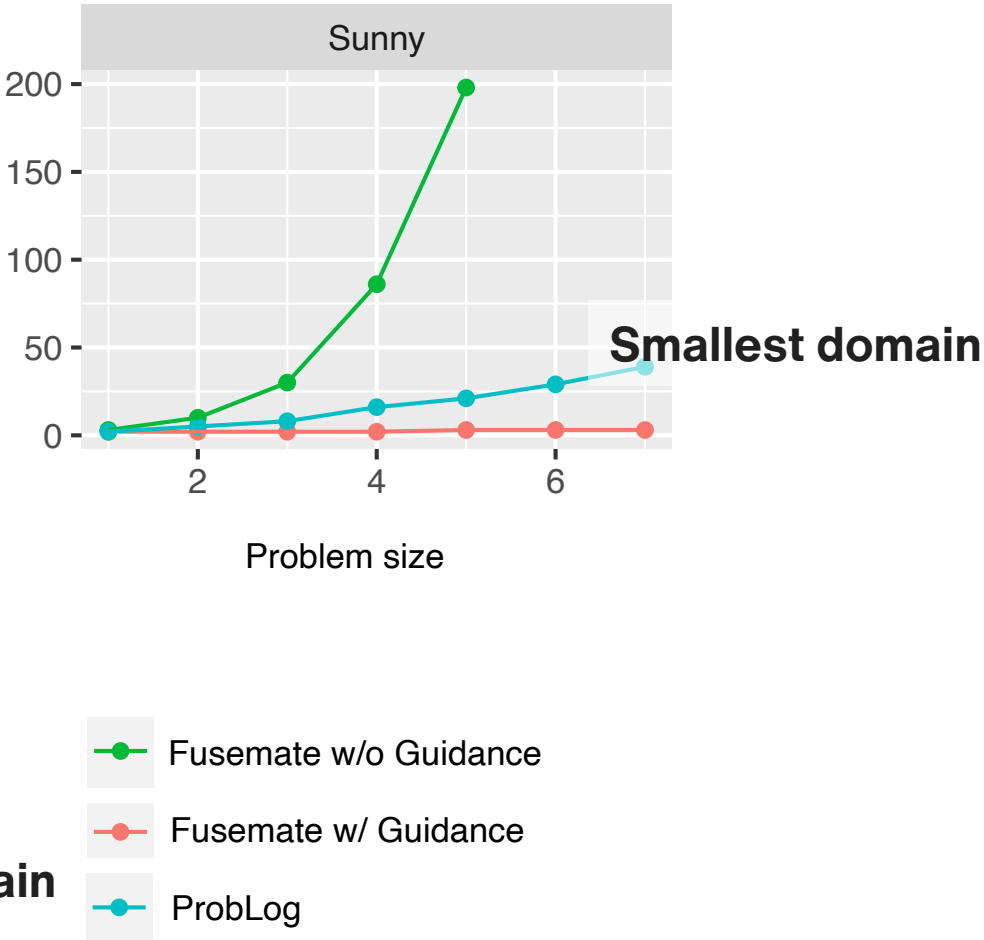 Sunny
200
150
100
50
0
Smallest domain
2 4 6
Problem size
Fusemate w/o Guidance
Fusemate w/ Guidance
ain
ProbLog